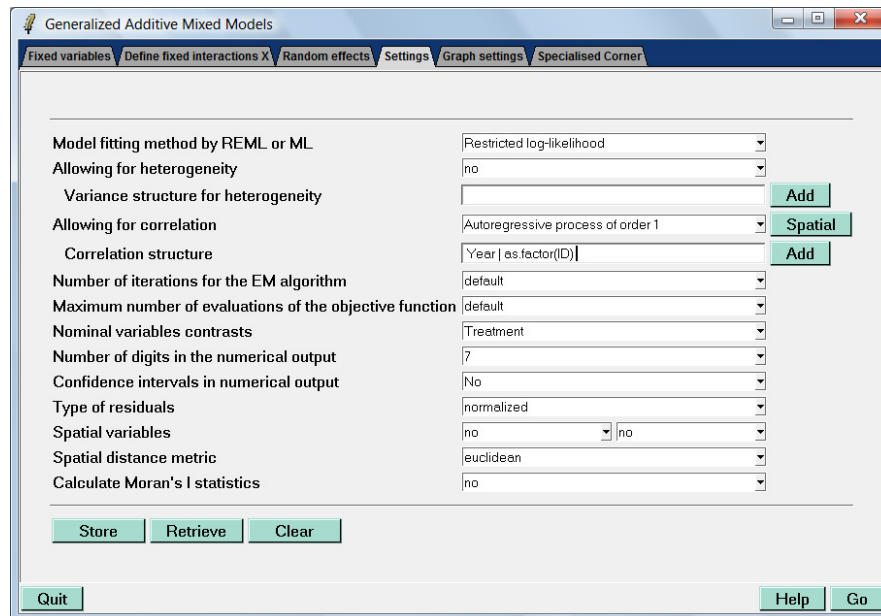 Generalized Additive Mixed Models
Fixed variables Define fixed interactions X Random effects Settings Graph settings Specialised Corner
Model fitting method by REML or ML Restricted log-likelihood
Allowing for heterogeneity no
Variance structure for heterogeneity Add
Allowing for correlation Autoregressive process of order 1 Spatial
Correlation structure Year | as.factor(ID) Add
Number of iterations for the EM algorithm default
Maximum number of evaluations of the objective function default
Nominal variables contrasts Treatment
Number of digits in the numerical output 7
Confidence intervals in numerical output No
Type of residuals normalized
Spatial variables no no
Spatial distance metric euclidean
Calculate Moran's I statistics no
Store Retrieve Clear
Quit Help Go